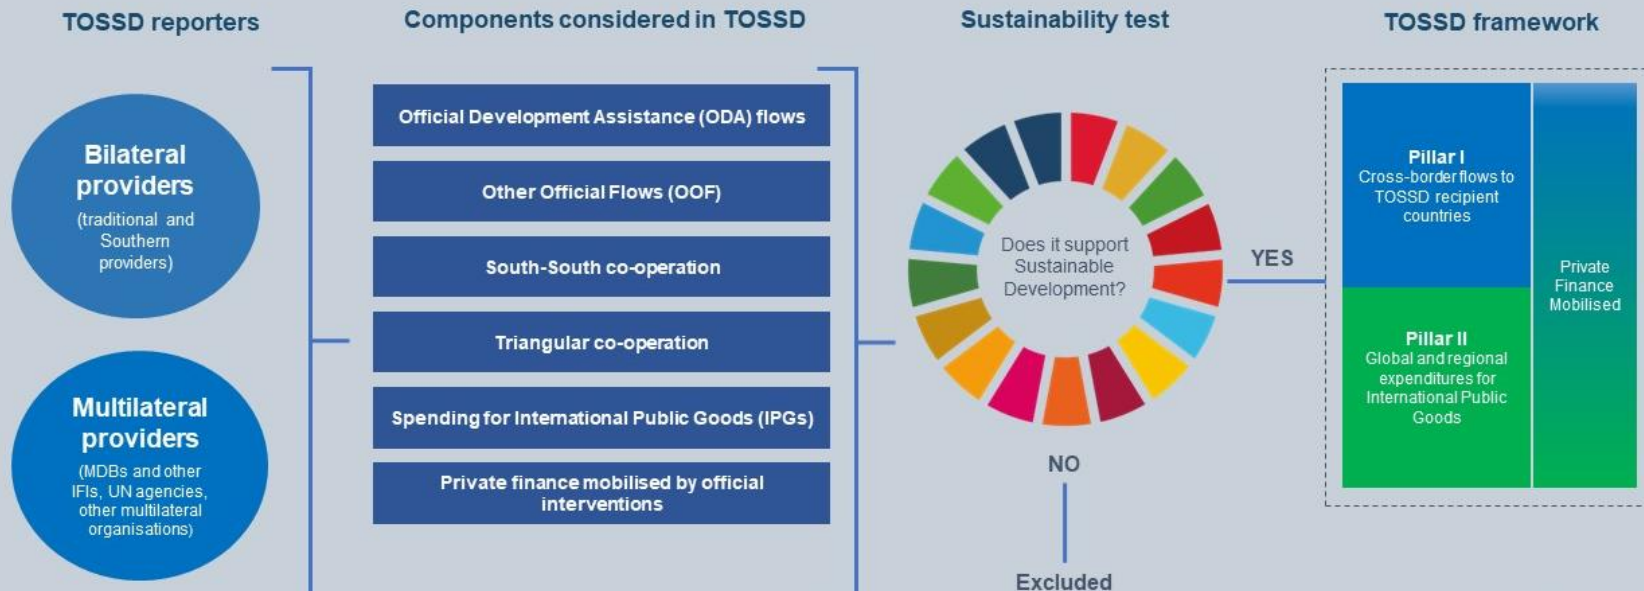 TOSSD reporters
Bilateral
providers
(traditional and
Southern
providers)
Multilateral
providers
(MDBs and other
IFIs, UN agencies,
other multilateral
organisations)
Components considered in TOSSD
Official Development Assistance (ODA) flows
Other Official Flows (OOF)
South-South co-operation
Triangular co-operation
Spending for International Public Goods (IPGs)
Private finance mobilised by official
interventions
Sustainability test
Does it support
Sustainable
Development?
YES
NO
Excluded
TOSSD framework
Pillar I
Cross-border flows to
TOSSD recipient
countries
Pillar II
Global and regional
expenditures for
International Public
Goods
Private
Finance
Mobilised